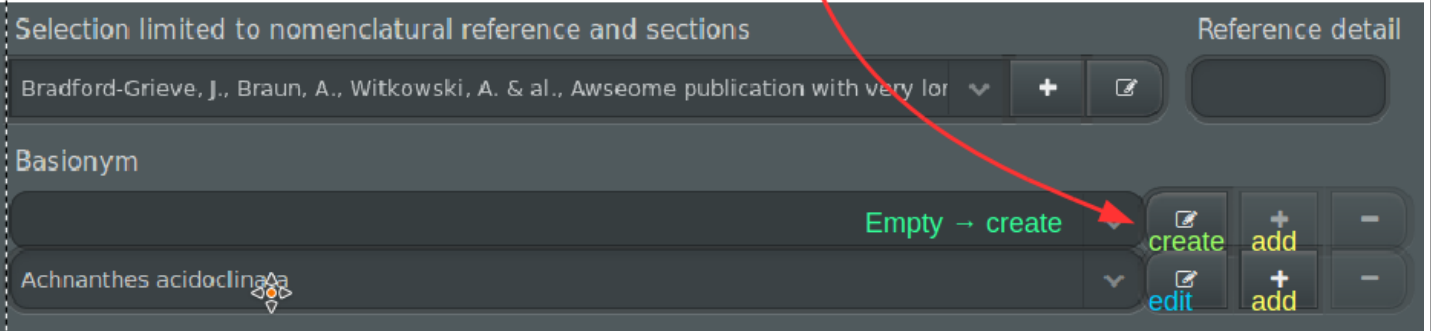 Selection limited to nomenclatural reference and sections
Reference detail
Bradford-Grieve, J., Braun, A., Witkowski, A. & al., Awseome publication with very lor
Basionym
Empty → create
create add
Achnanthes acidoclinata
edit add